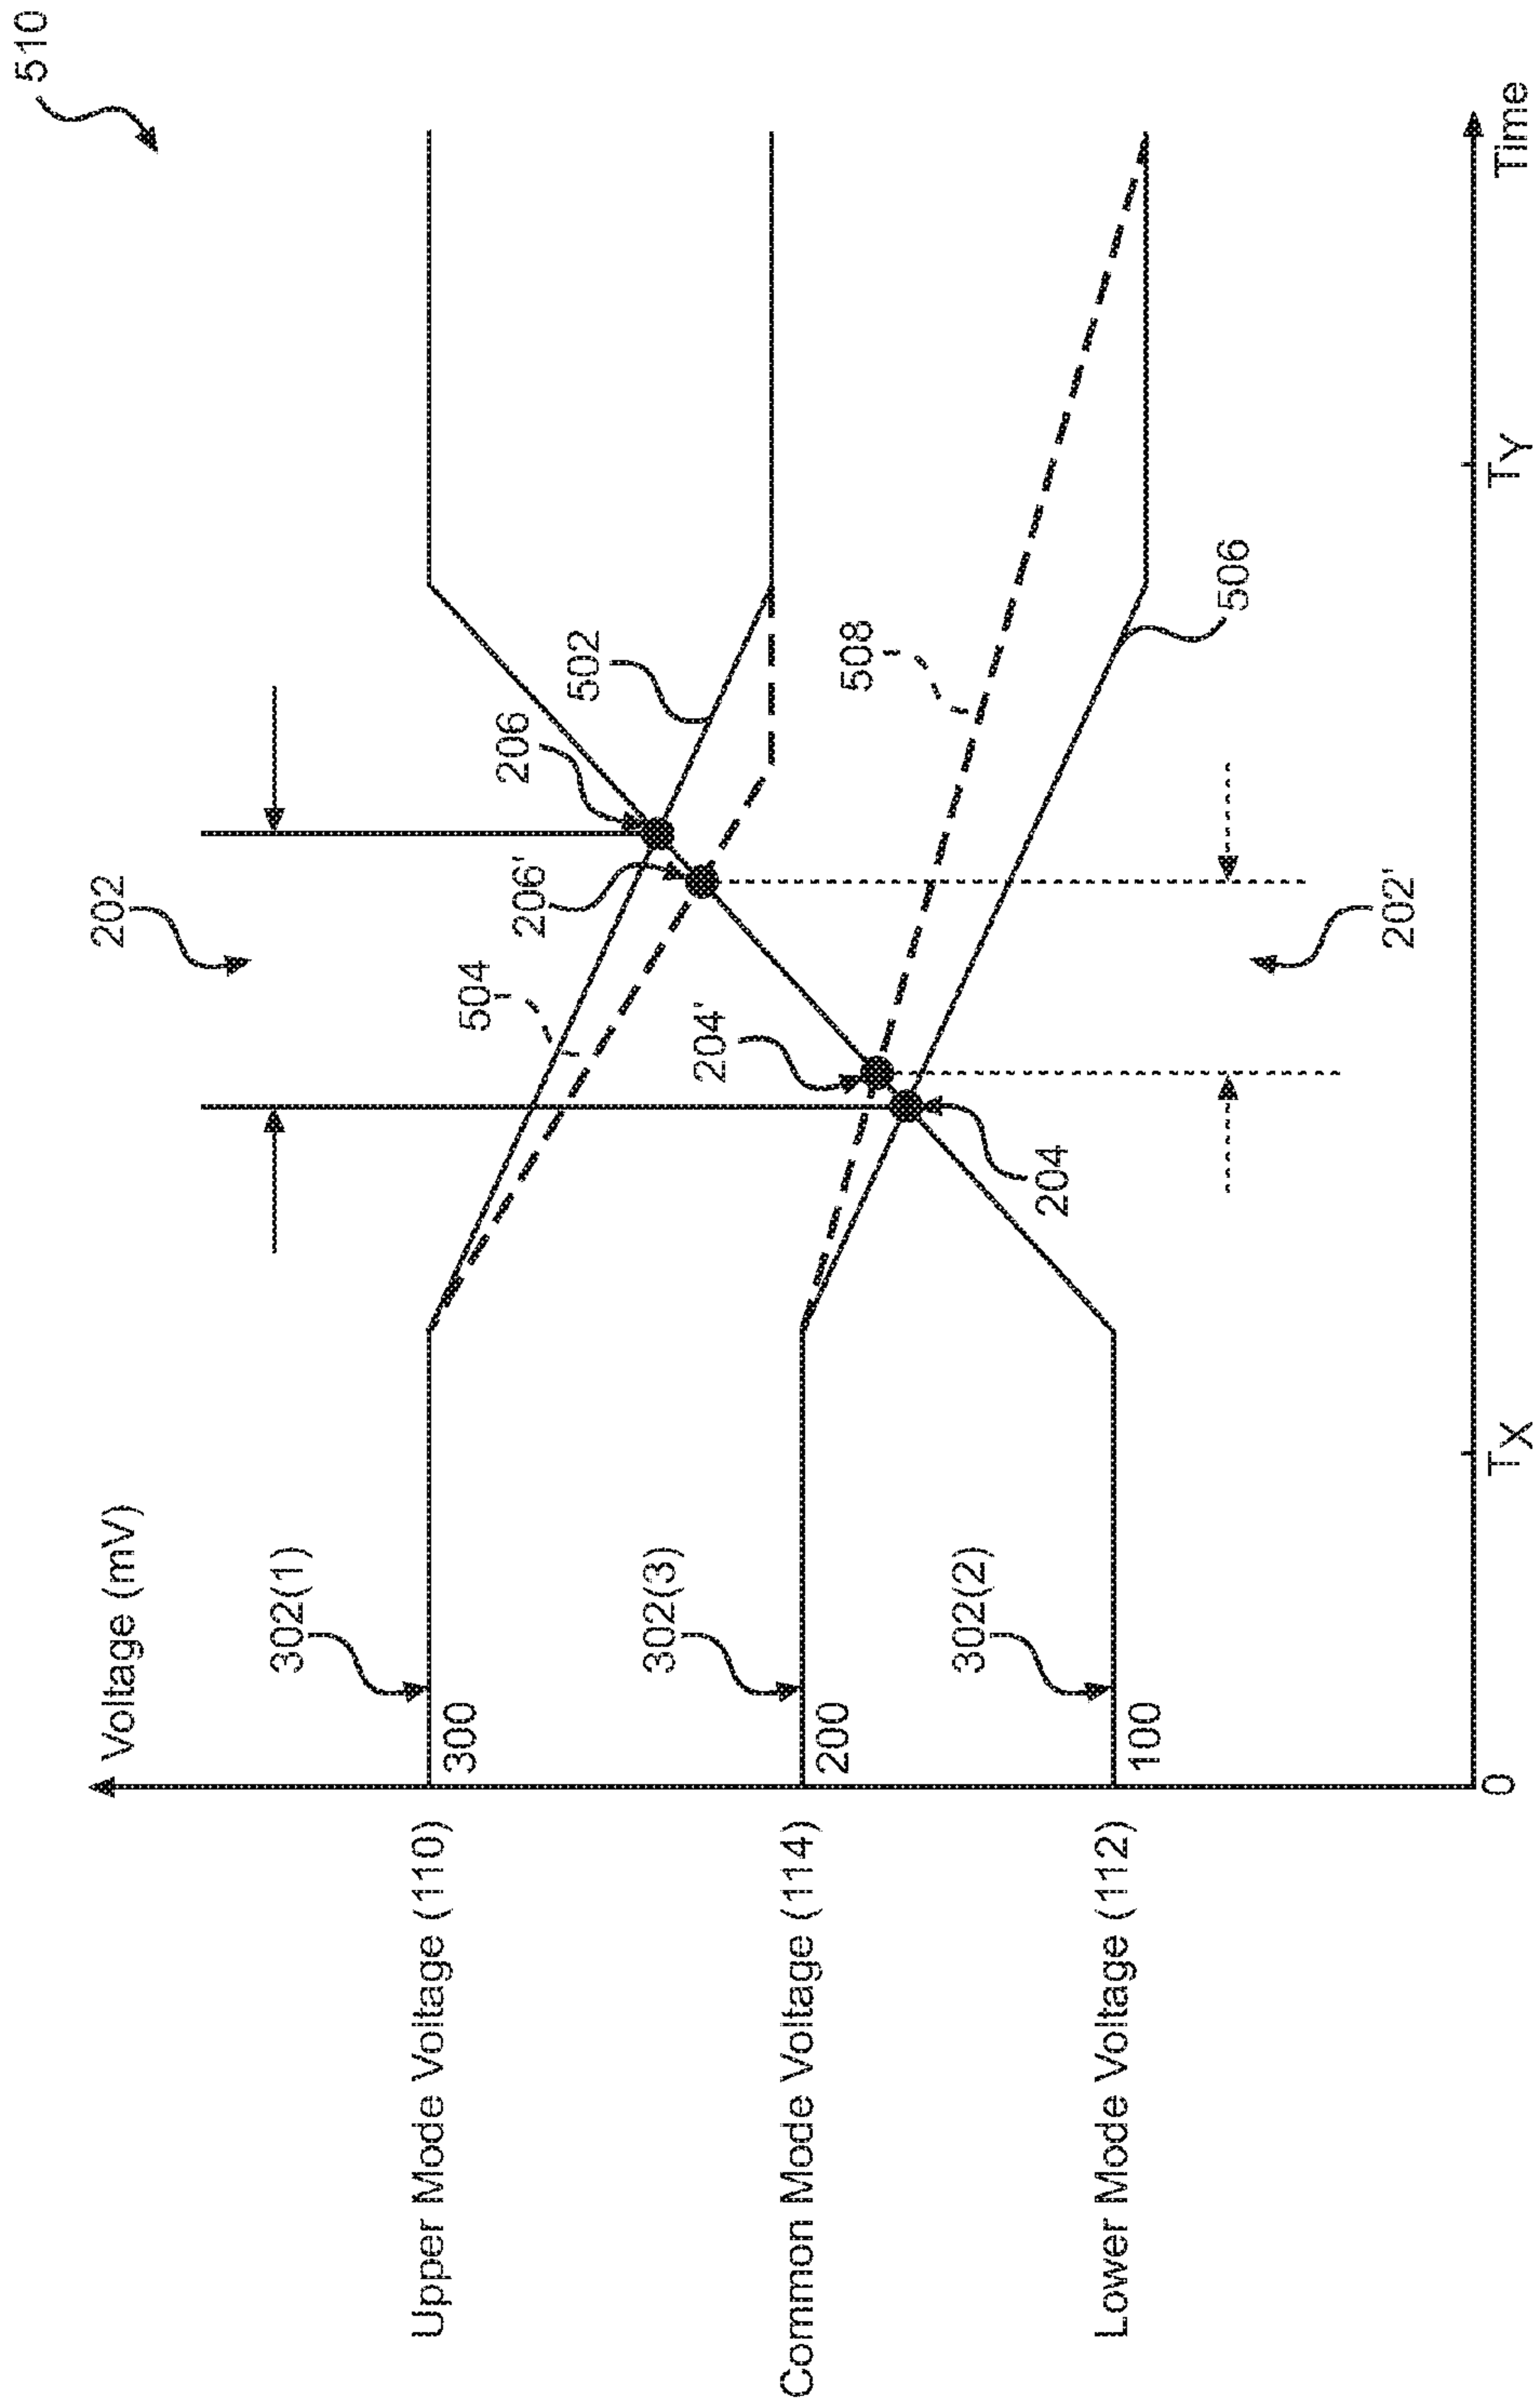 510
Voltage (mV)
202
Upper Mode Voltage (110)
302(1)
300
504
206'
206
502
Common Mode Voltage (114)
302(3)
200
204'
508
Lower Mode Voltage (112)
302(2)
100
204
506
202'
0
TX
TY
Time